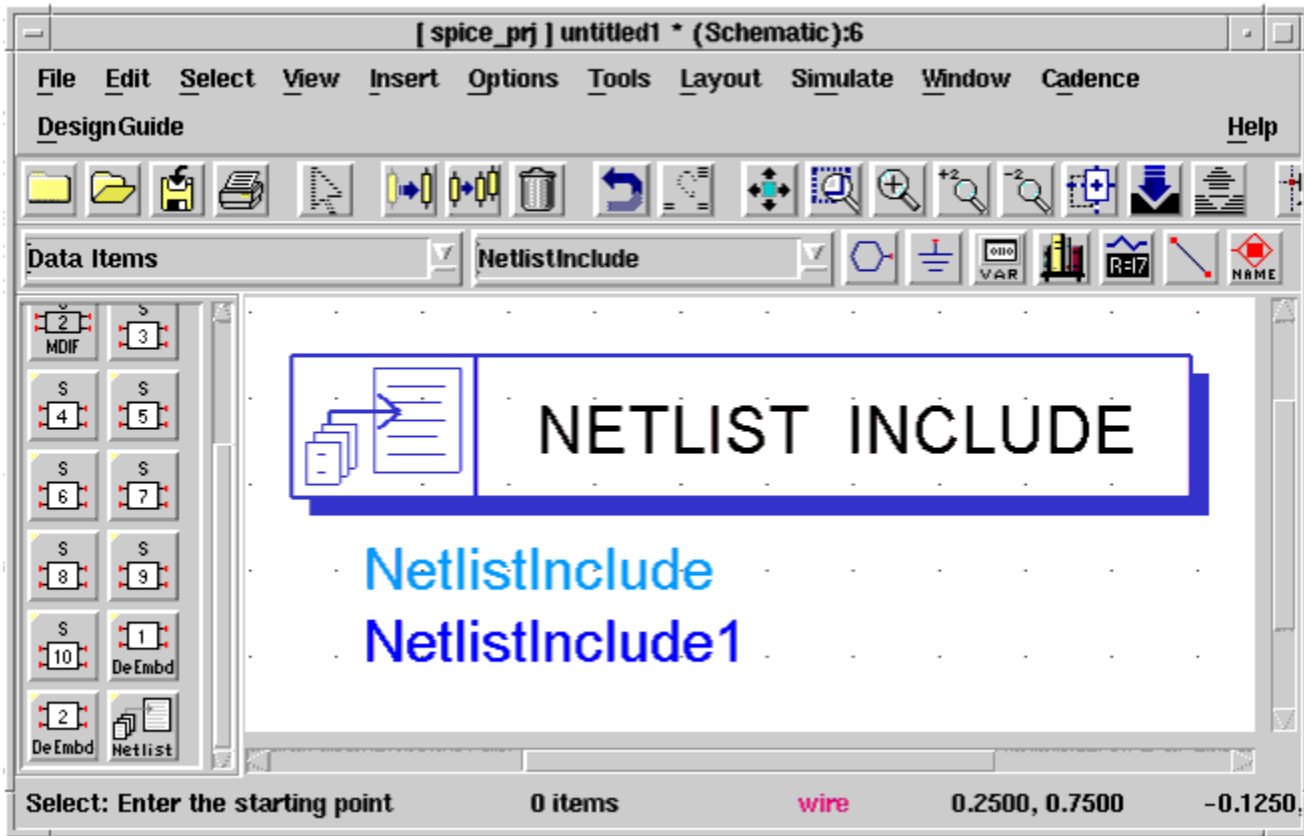 [ spice_prj ] untitled1 * (Schematic):6
File Edit Select View Insert Options Tools Layout Simulate Window Cadence
DesignGuide Help
+2 -2
Data Items NetlistInclude VAR R=17 NAME
2 MDIF S 3
S 4 S 5
S 6 S 7
S 8 S 9
S 10 1 DeEmbd
2 DeEmbd Netlist
NETLIST INCLUDE
NetlistInclude
NetlistInclude1
Select: Enter the starting point 0 items wire 0.2500, 0.7500 -0.1250,